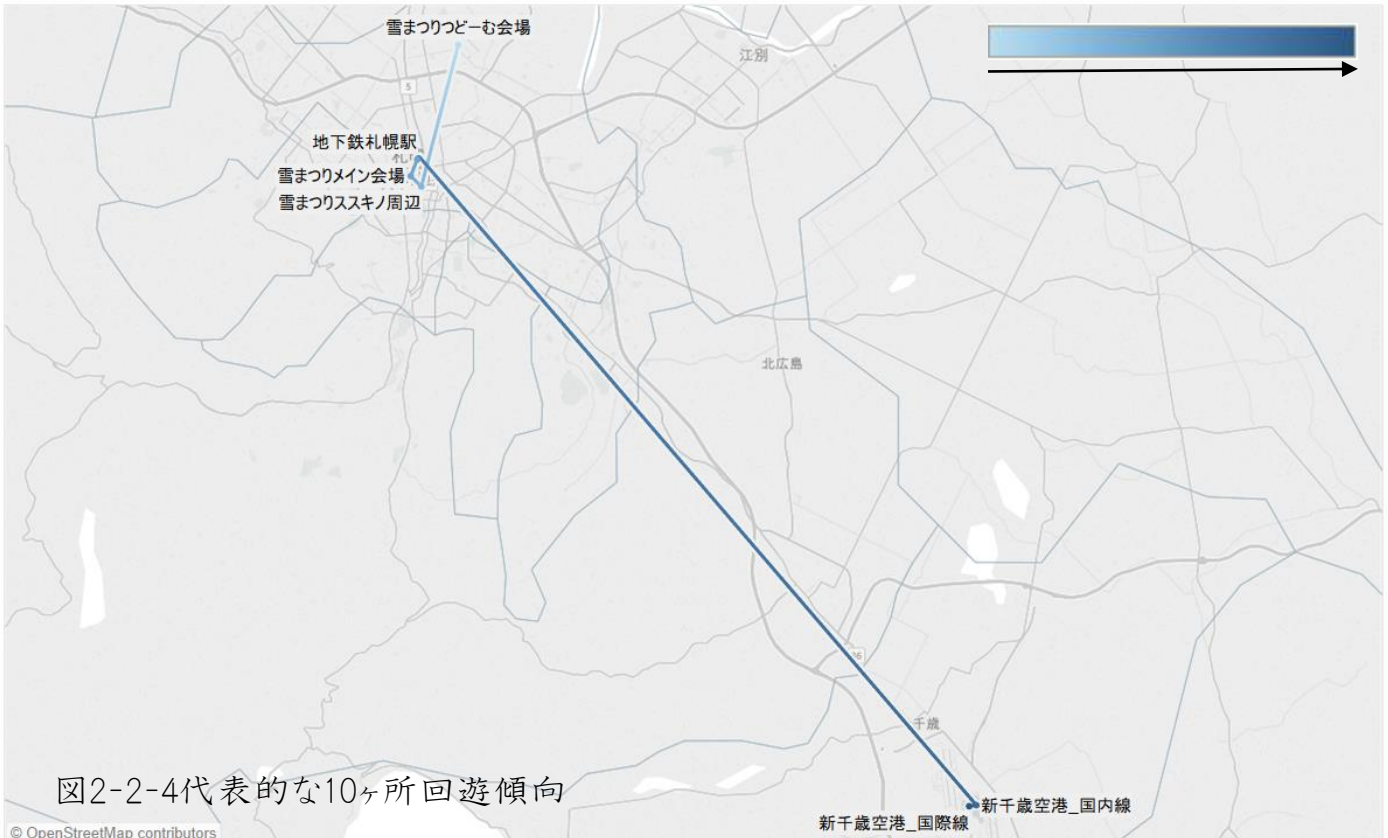 雪まつりつどーむ会場
江別
5
地下鉄札幌駅
札
雪まつりメイン会場
雪まつりススキノ周辺
北広島
36
千歳
新千歳空港_国内線
新千歳空港_国際線
図2-2-4代表的な10ヶ所回遊傾向
© OpenStreetMap contributors